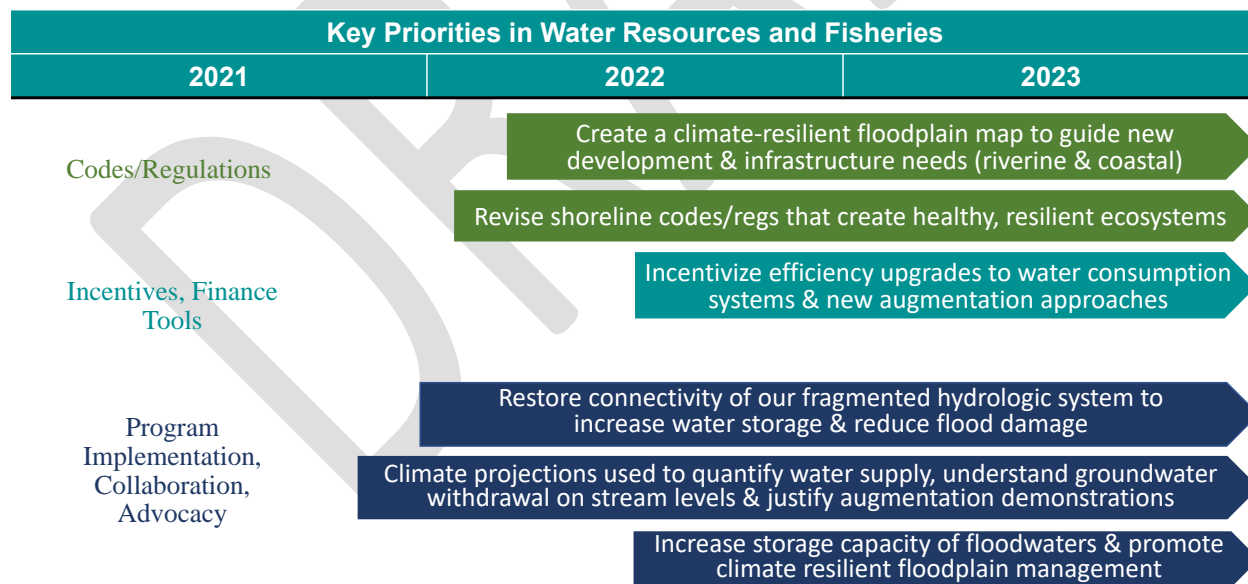 Key Priorities in Water Resources and Fisheries
2021 2022 2023
Codes/Regulations
Create a climate-resilient floodplain map to guide new
development & infrastructure needs (riverine & coastal)
Revise shoreline codes/regs that create healthy, resilient ecosystems
Incentives, Finance
Tools
Incentivize efficiency upgrades to water consumption
systems & new augmentation approaches
Program
Implementation,
Collaboration,
Advocacy
Restore connectivity of our fragmented hydrologic system to
increase water storage & reduce flood damage
Climate projections used to quantify water supply, understand groundwater
withdrawal on stream levels & justify augmentation demonstrations
Increase storage capacity of floodwaters & promote
climate resilient floodplain management